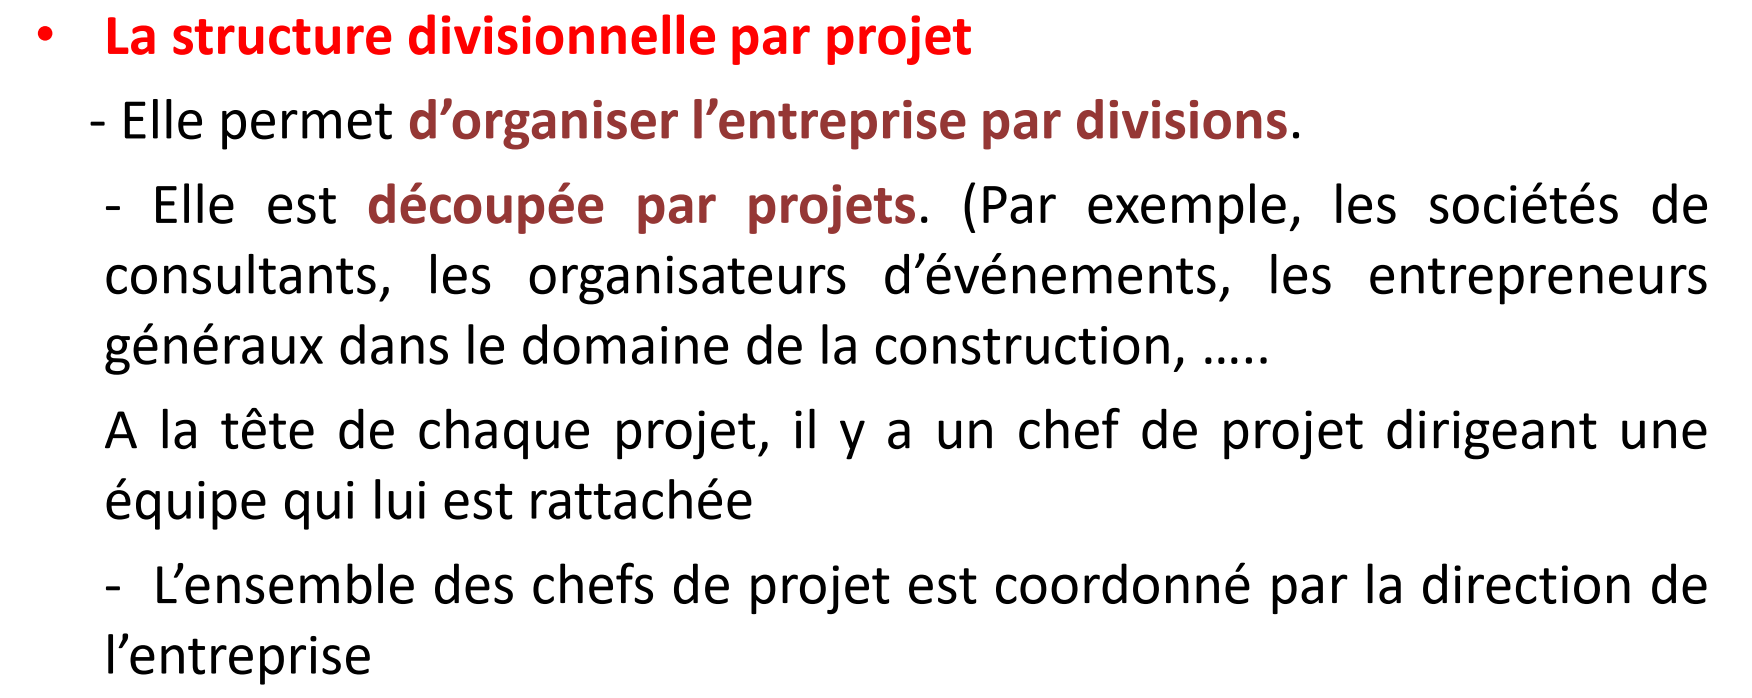 • La structure divisionnelle par projet
- Elle permet d’organiser l’entreprise par divisions.
- Elle est découpée par projets. (Par exemple, les sociétés de
consultants, les organisateurs d’événements, les entrepreneurs
généraux dans le domaine de la construction, …..
A la tête de chaque projet, il y a un chef de projet dirigeant une
équipe qui lui est rattachée
- L’ensemble des chefs de projet est coordonné par la direction de
l’entreprise